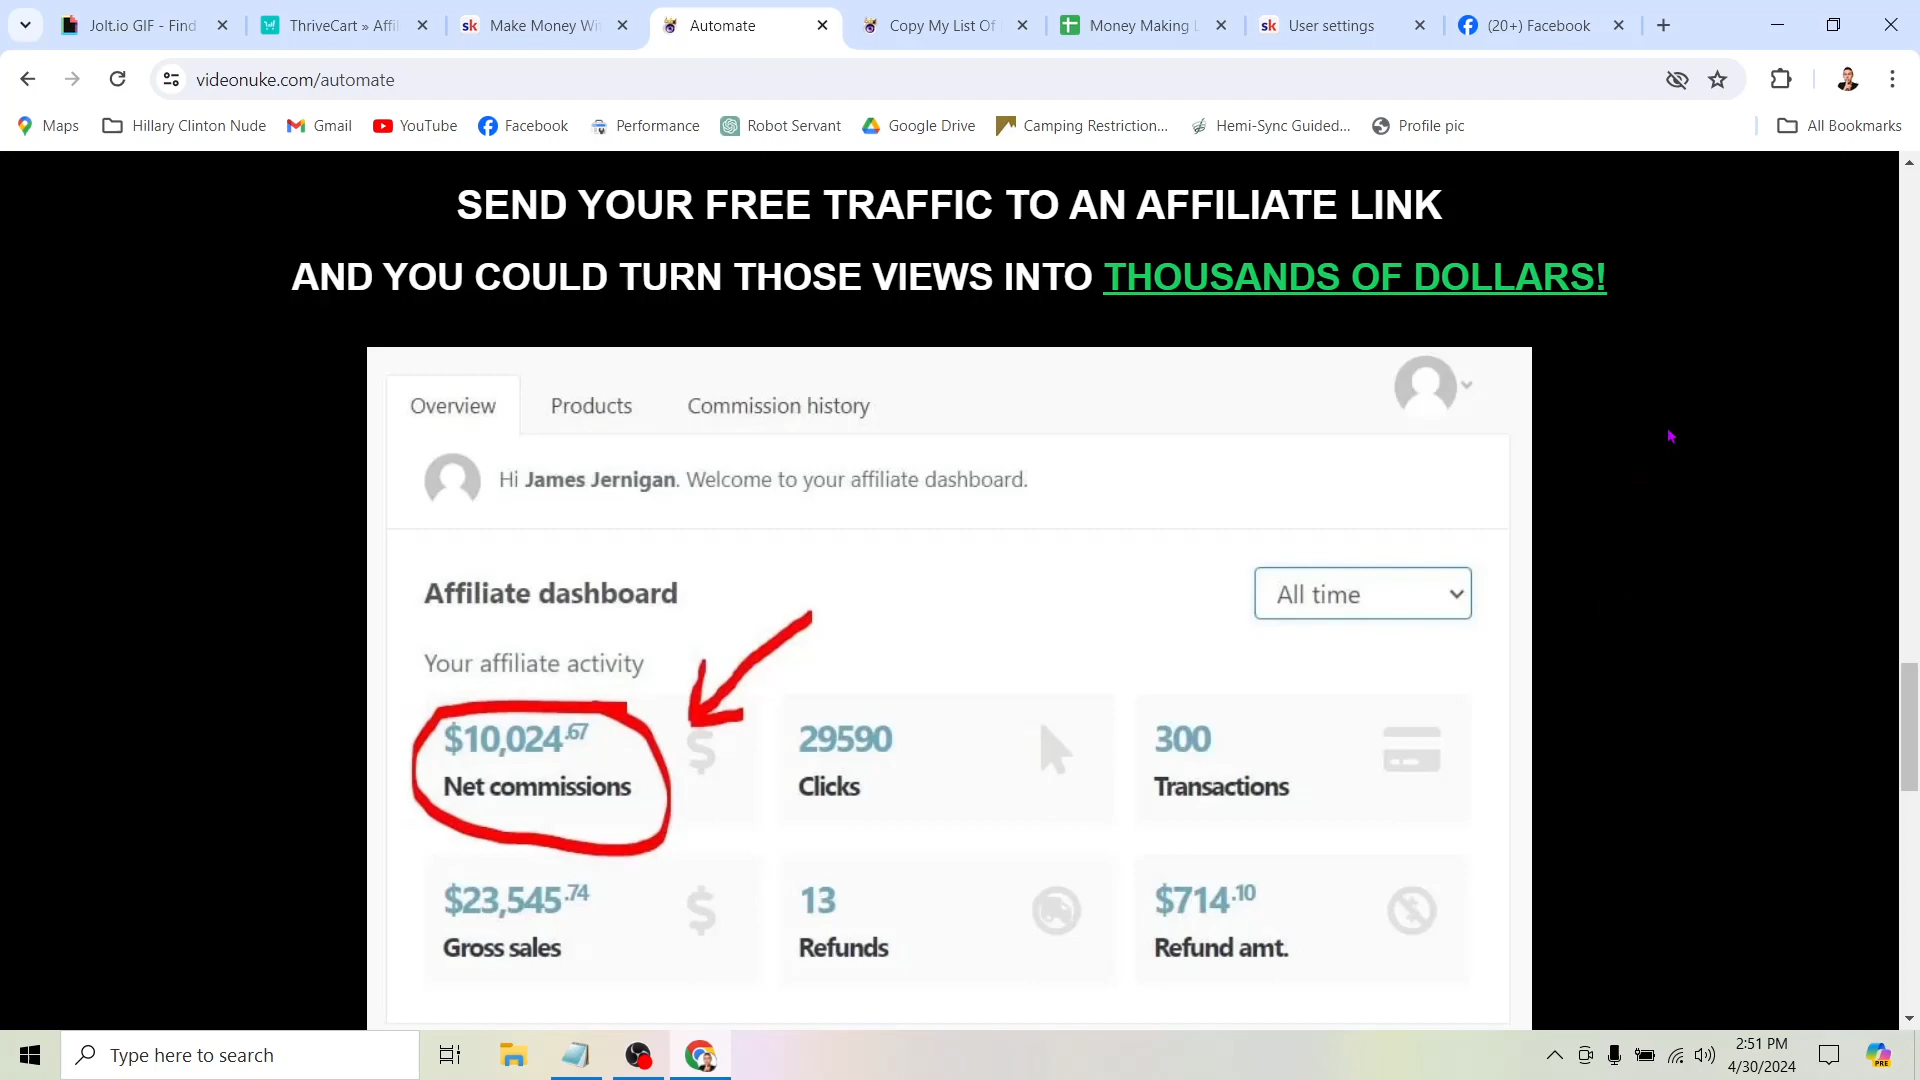 Jolt.io GIF - Find
ThriveCart » Affil
Make Money Wit
Automate
Copy My List Of
Money Making L
User settings
(20+) Facebook
videonuke.com/automate
Maps
Hillary Clinton Nude
Gmail
YouTube
Facebook
Performance
Robot Servant
Google Drive
Camping Restriction...
Hemi-Sync Guided...
Profile pic
All Bookmarks
SEND YOUR FREE TRAFFIC TO AN AFFILIATE LINK
AND YOU COULD TURN THOSE VIEWS INTO THOUSANDS OF DOLLARS!
Overview
Products
Commission history
Hi James Jernigan. Welcome to your affiliate dashboard.
Affiliate dashboard
All time
Your affiliate activity
$10,024.67
Net commissions
29590
Clicks
300
Transactions
$23,545.74
Gross sales
13
Refunds
$714.10
Refund amt.
Type here to search
2:51 PM
4/30/2024
PRE